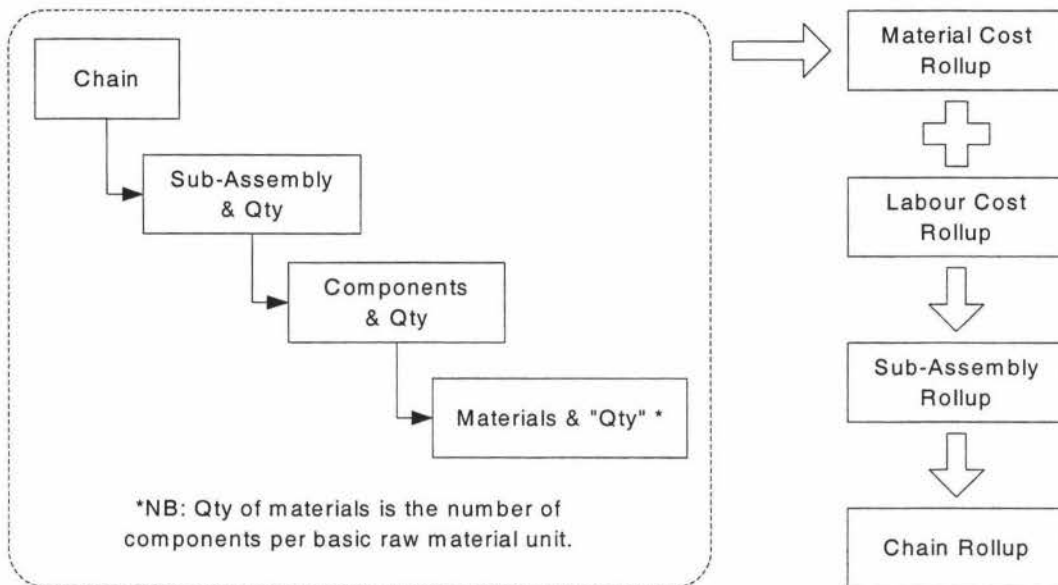 Chain
Sub-Assembly
& Qty
Components
& Qty
Materials & "Qty" *
*NB: Qty of materials is the number of
components per basic raw material unit.
Material Cost
Rollup
Labour Cost
Rollup
Sub-Assembly
Rollup
Chain Rollup